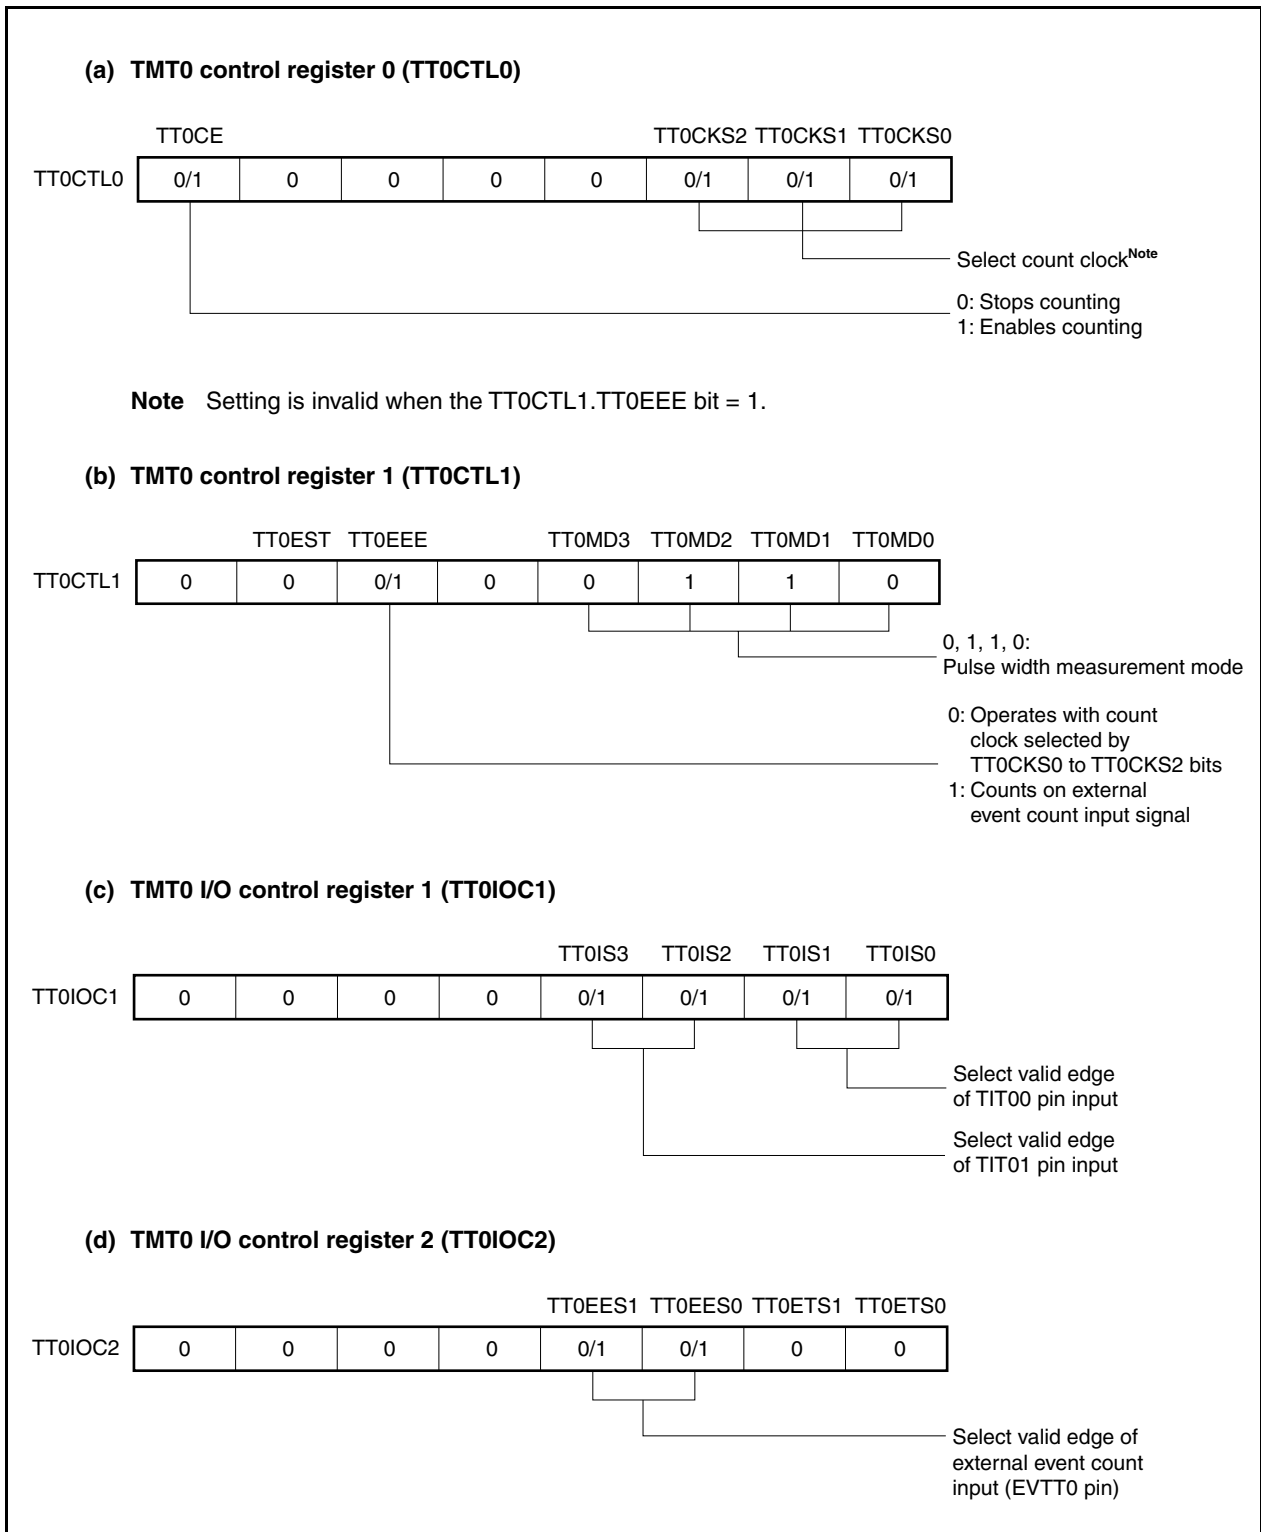 (a) TMT0 control register 0 (TT0CTL0)
TT0CE TT0CKS2 TT0CKS1 TT0CKS0
TT0CTL0 0/1 0 0 0 0 0/1 0/1 0/1
Select count clockNote
0: Stops counting
1: Enables counting
Note Setting is invalid when the TT0CTL1.TT0EEE bit = 1.
(b) TMT0 control register 1 (TT0CTL1)
TT0EST TT0EEE TT0MD3 TT0MD2 TT0MD1 TT0MD0
TT0CTL1 0 0 0/1 0 0 1 1 0
0, 1, 1, 0:
Pulse width measurement mode
0: Operates with count
clock selected by
TT0CKS0 to TT0CKS2 bits
1: Counts on external
event count input signal
(c) TMT0 I/O control register 1 (TT0IOC1)
TT0IS3 TT0IS2 TT0IS1 TT0IS0
TT0IOC1 0 0 0 0 0/1 0/1 0/1 0/1
Select valid edge
of TIT00 pin input
Select valid edge
of TIT01 pin input
(d) TMT0 I/O control register 2 (TT0IOC2)
TT0EES1 TT0EES0 TT0ETS1 TT0ETS0
TT0IOC2 0 0 0 0 0/1 0/1 0 0
Select valid edge of
external event count
input (EVTT0 pin)